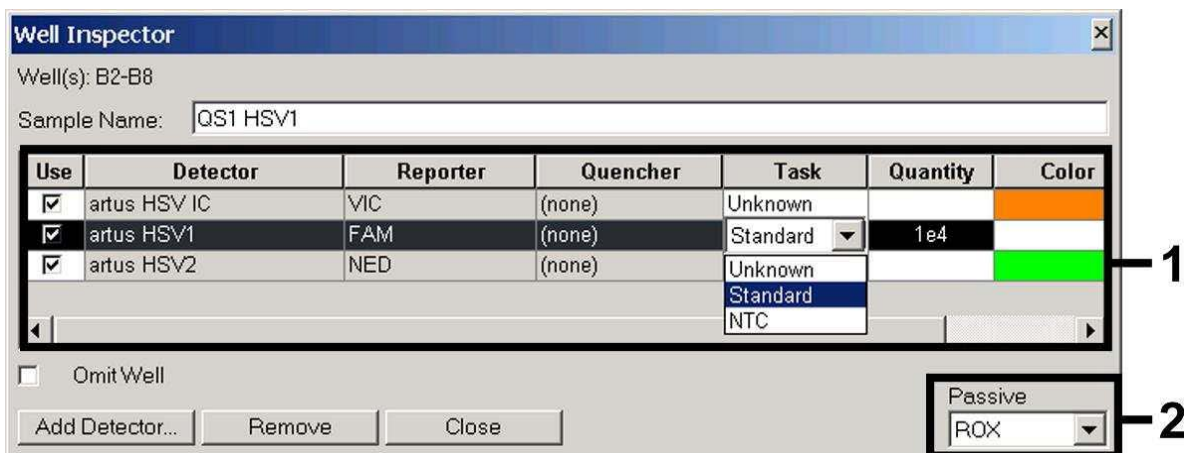 Well Inspector
Well(s): B2-B8
Sample Name: QS1 HSV1
Use Detector Reporter Quencher Task Quantity Color
artus HSV IC VIC (none) Unknown
artus HSV1 FAM (none) Standard 1e4
artus HSV2 NED (none) Unknown
Standard
NTC
1
Omit Well
Passive
Add Detector... Remove Close ROX
2